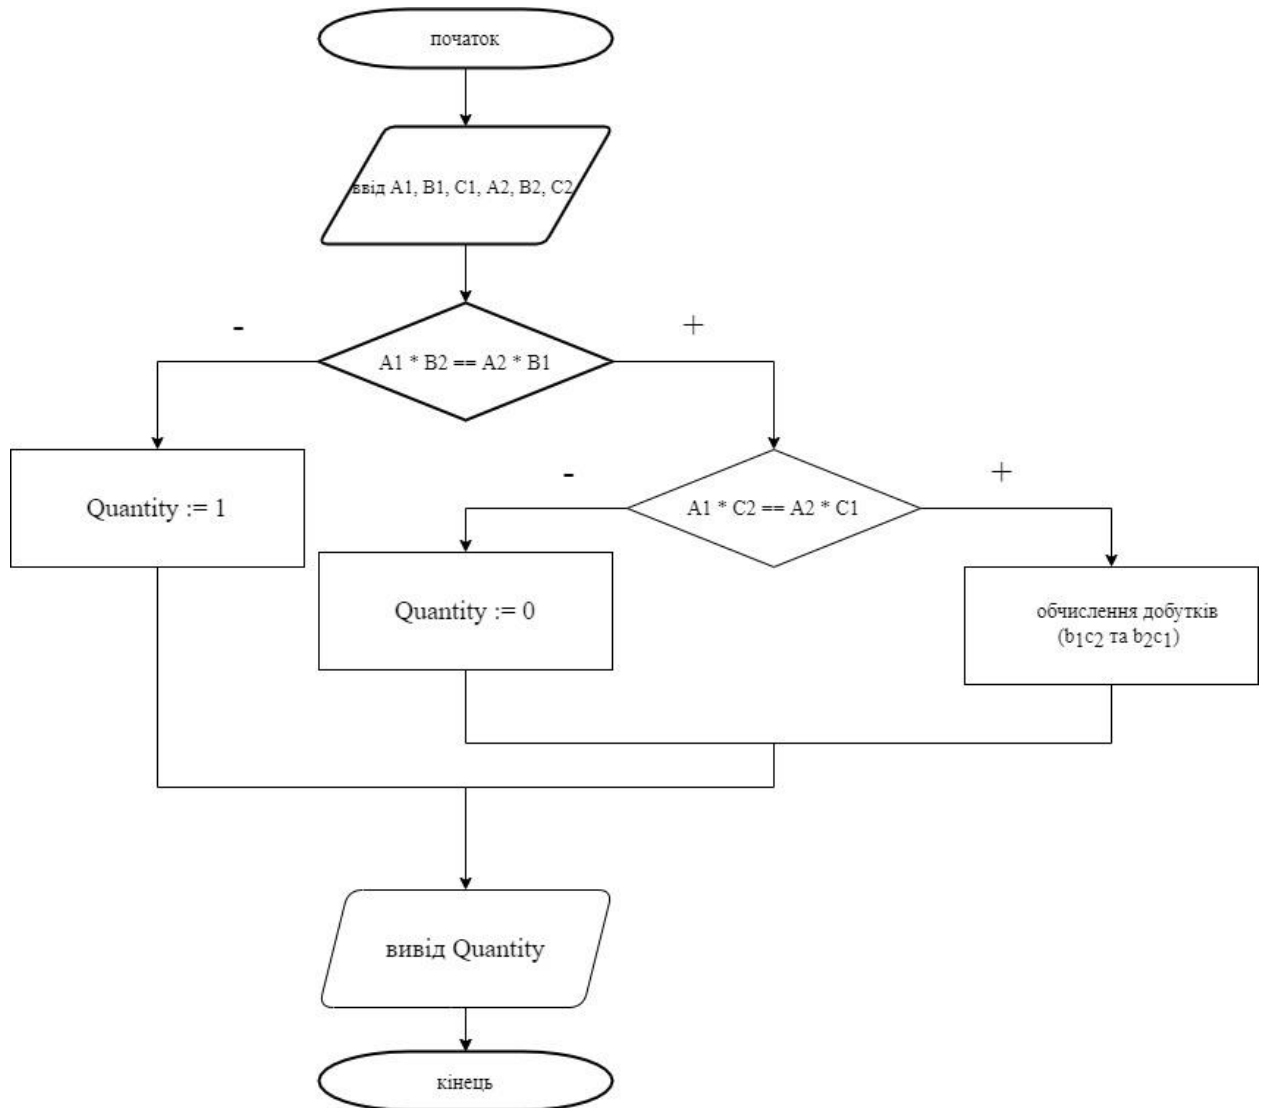 початок
ввід A1, B1, C1, A2, B2, C2
-
+
A1 * B2 == A2 * B1
-
+
Quantity := 1
A1 * C2 == A2 * C1
Quantity := 0
обчислення добутків
(b1c2 та b2c1)
вивід Quantity
кінець